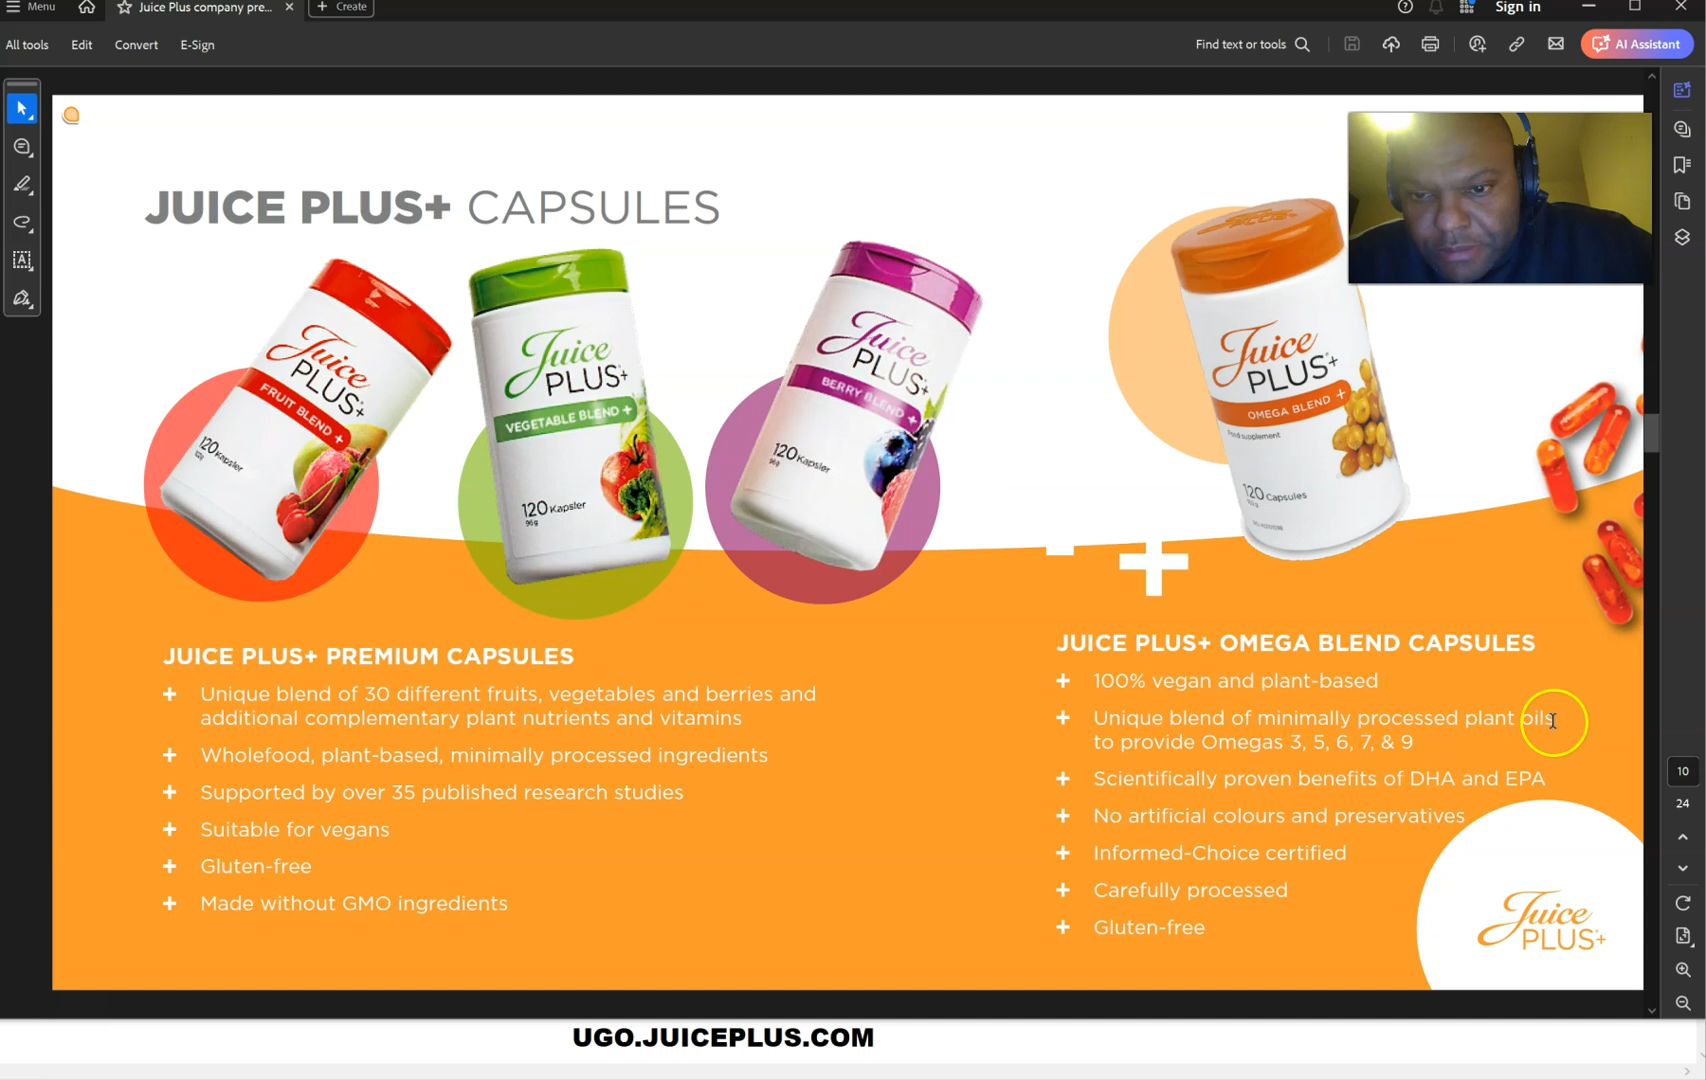 Menu
Juice Plus company pre...
Create
Sign in
All tools
Edit
Convert
E-Sign
Find text or tools
AI Assistant
JUICE PLUS+ CAPSULES
Juice
PLUS+
FRUIT BLEND +
120 Kapsler
Juice
PLUS+
VEGETABLE BLEND +
120 Kapsler
96g
Juice
PLUS+
BERRY BLEND +
120 Kapsler
96g
Juice
PLUS+
OMEGA BLEND +
Food supplement
120 Capsules
JUICE PLUS+ PREMIUM CAPSULES
+ Unique blend of 30 different fruits, vegetables and berries and
additional complementary plant nutrients and vitamins
+ Wholefood, plant-based, minimally processed ingredients
+ Supported by over 35 published research studies
+ Suitable for vegans
+ Gluten-free
+ Made without GMO ingredients
JUICE PLUS+ OMEGA BLEND CAPSULES
+ 100% vegan and plant-based
+ Unique blend of minimally processed plant oils
to provide Omegas 3, 5, 6, 7, & 9
+ Scientifically proven benefits of DHA and EPA
+ No artificial colours and preservatives
+ Informed-Choice certified
+ Carefully processed
+ Gluten-free
Juice
PLUS+
10
24
UGO.JUICEPLUS.COM